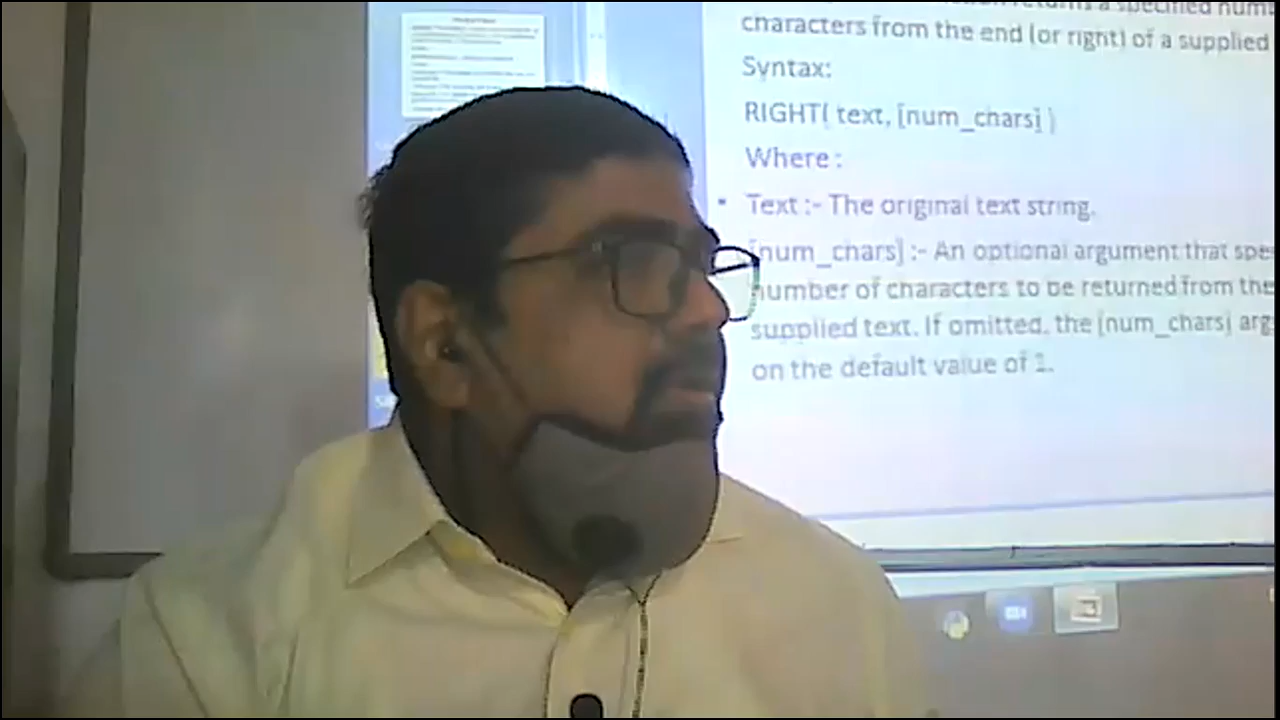 returns a specified
characters from the end (or right) of a supplied
Syntax:
RIGHT( text, [num_chars] )
Where :
Text :- The original text string.
[num_chars] :- An optional argument that
number of characters to be returned from the
supplied text. If omitted, the [num_chars]
on the default value of 1.